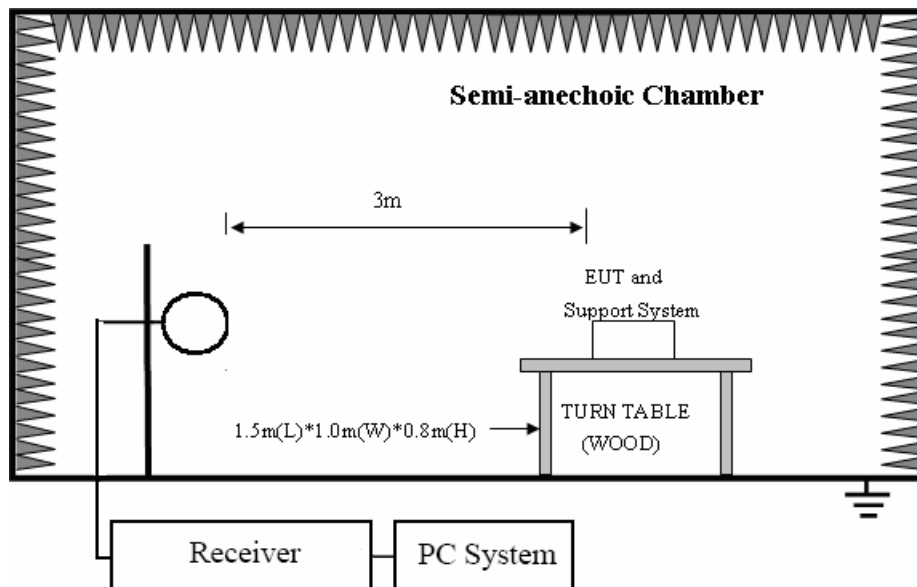 Semi-anechoic Chamber
3m
EUT and
Support System
1.5m(L)*1.0m(W)*0.8m(H)
TURN TABLE
(WOOD)
Receiver
PC System